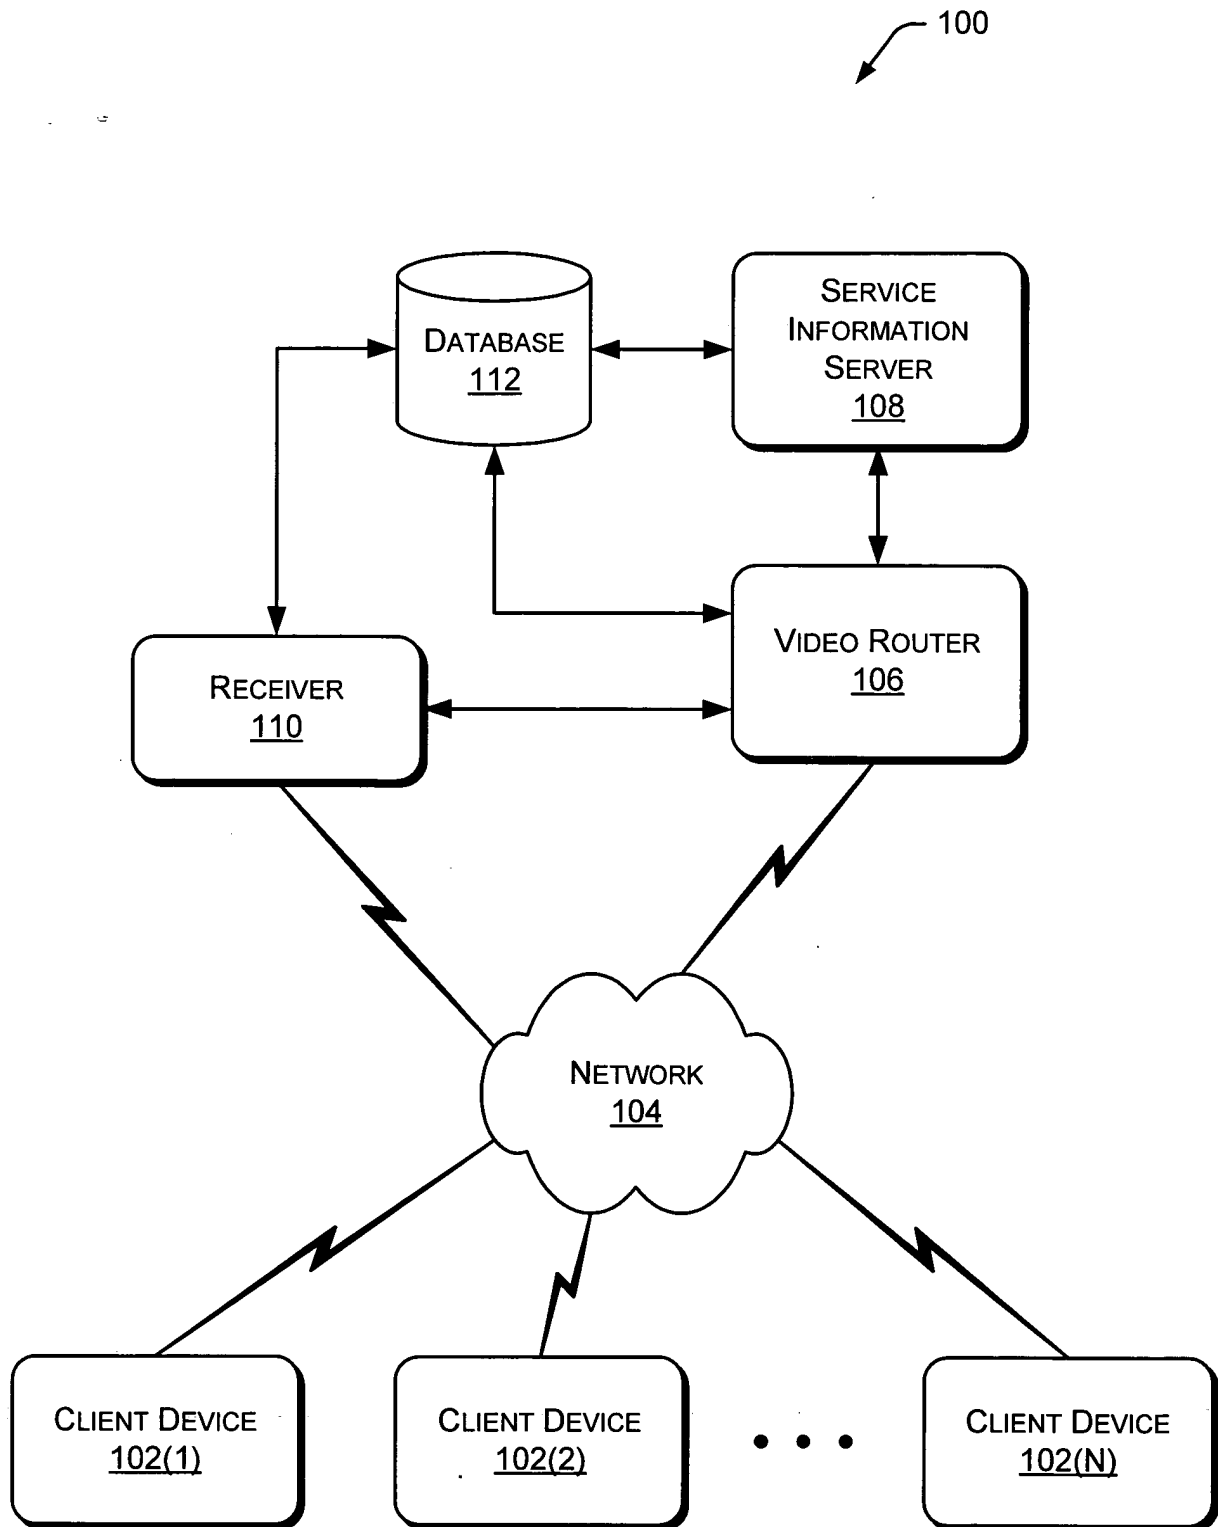 100
DATABASE
112
SERVICE
INFORMATION
SERVER
108
VIDEO ROUTER
106
RECEIVER
110
NETWORK
104
CLIENT DEVICE
102(1)
CLIENT DEVICE
102(2)
• • •
CLIENT DEVICE
102(N)